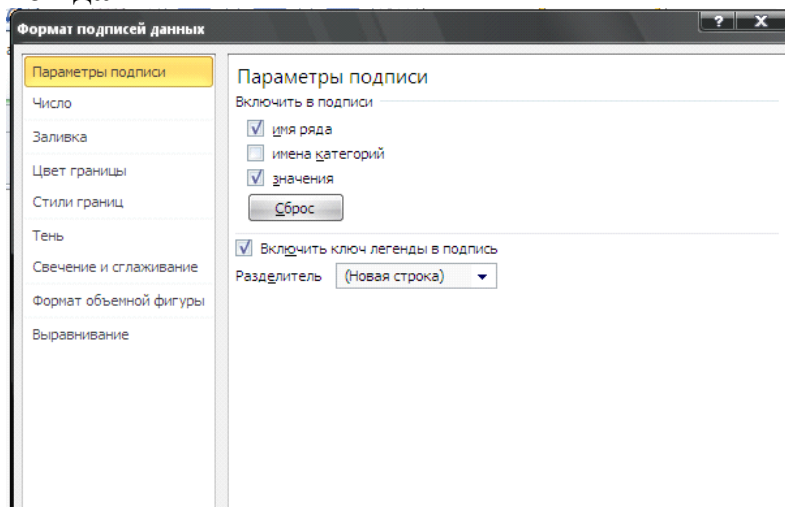 Формат подписей данных
? X
Параметры подписи
Число
Заливка
Цвет границы
Стили границ
Тень
Свечение и сглаживание
Формат объемной фигуры
Выравнивание
Параметры подписи
Включить в подписи
имя ряда
имена категорий
значения
Сброс
Включить ключ легенды в подпись
Разделитель (Новая строка)